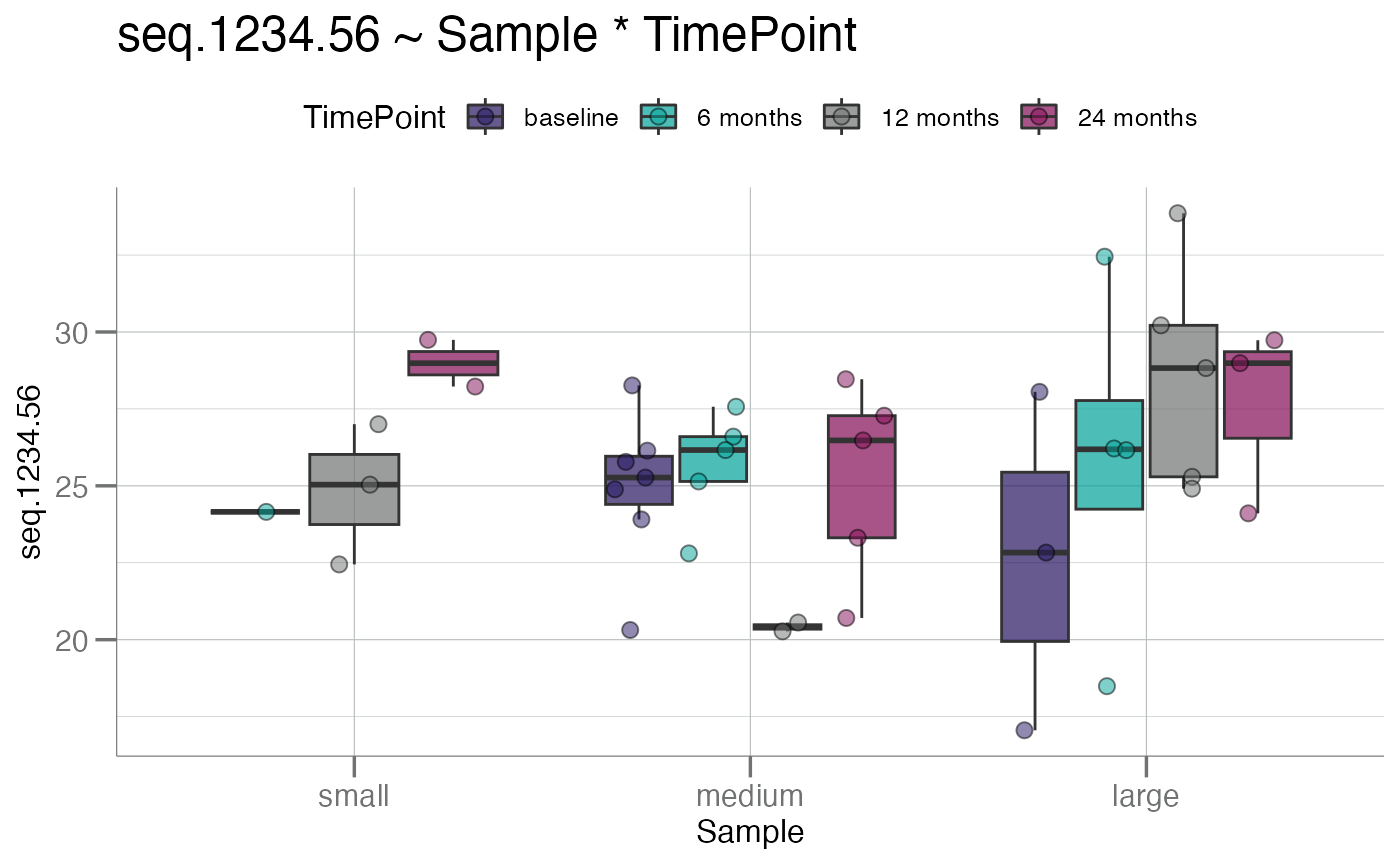 seq.1234.56 ~ Sample * TimePoint
TimePoint baseline 6 months 12 months 24 months
seq.1234.56
30
25
20
small medium large
Sample